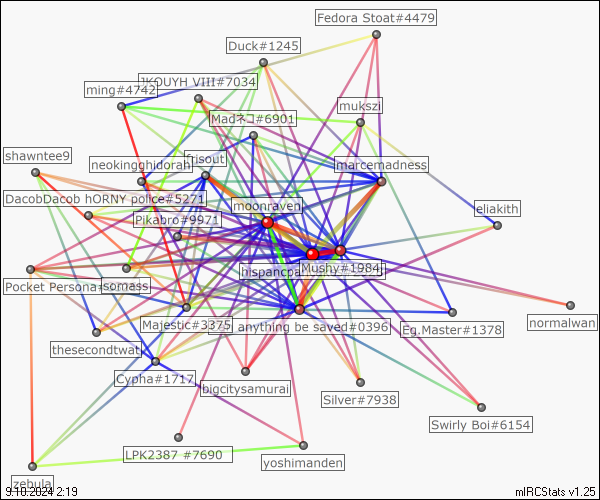 Fedora Stoat#4479
Duck#1245
JKOUYH VIII#7034
ming#4742
mukszi
Madネコ#6901
shawntee9
ftisout
neokingghidorah
marcemadness
DacobDacob hORNY police#5271
moonraven
eliakith
Pikabro#9971
hispancpa
Mushy#1984
Pocket Persona
somass
normalwan
Majestic#3375
anything be saved#0396
Eg.Master#1378
thesecondtwat
Cypha#1717
bigcitysamurai
Silver#7938
Swirly Boi#6154
LPK2387 #7690
yoshimanden
zebula
9.10.2024 2:19
mIRCStats v1.25